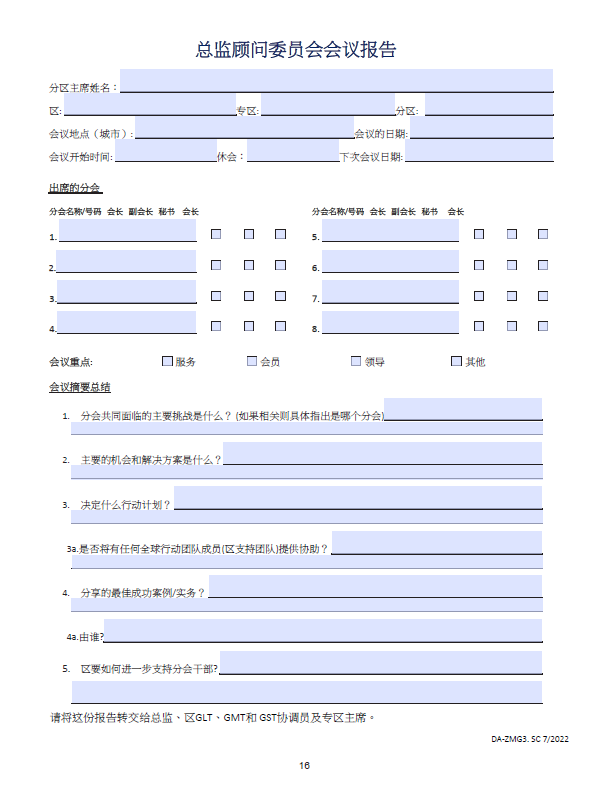 总监顾问委员会会议报告
分区主席姓名：
区: 专区: 分区:
会议地点（城市）: 会议的日期:
会议开始时间: 休会： 下次会议日期:
出席的分会
分会名称/号码 会长 副会长 秘书 会长 分会名称/号码 会长 副会长 秘书 会长
1. 5.
2. 6.
3. 7.
4. 8.
会议重点: 服务 会员 领导 其他
会议摘要总结
1. 分会共同面临的主要挑战是什么？ (如果相关则具体指出是哪个分会)
2. 主要的机会和解决方案是什么？
3. 决定什么行动计划？
3a.是否将有任何全球行动团队成员(区支持团队)提供协助？
4. 分享的最佳成功案例/实务？
4a.由谁?
5. 区要如何进一步支持分会干部?
请将这份报告转交给总监、区GLT、GMT和 GST协调员及专区主席。
DA-ZMG3. SC 7/2022
16